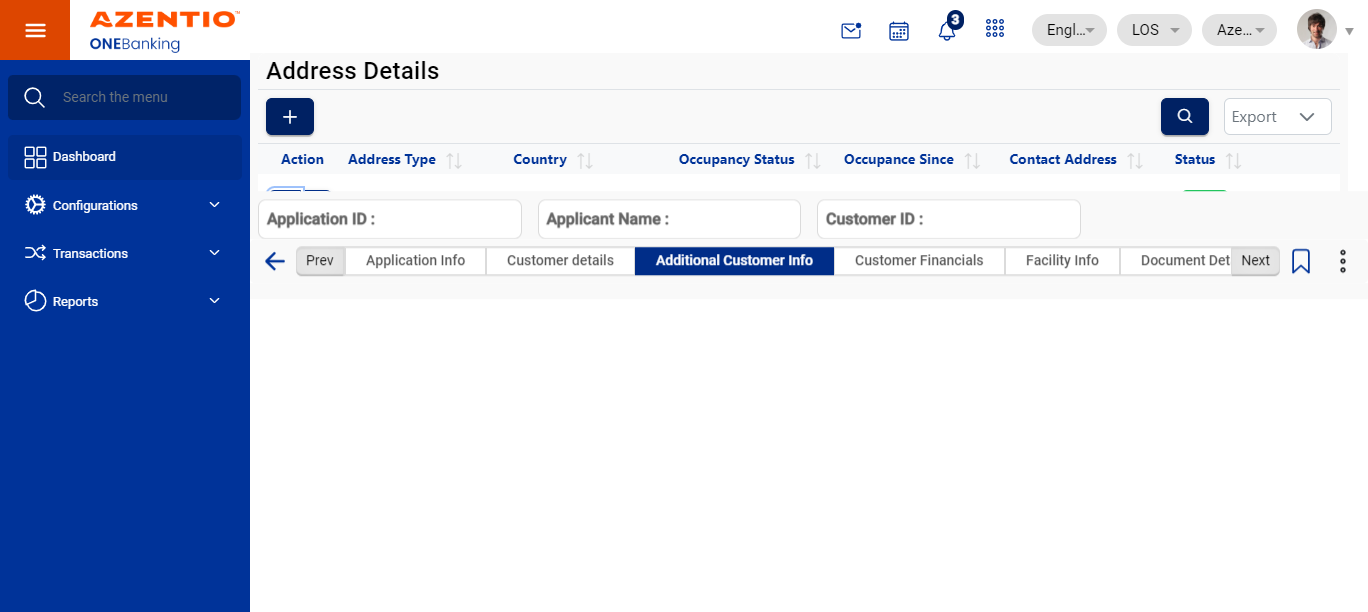 AZENTIO™
ONEBanking
3
Engl...
LOS
Aze...
Search the menu
Dashboard
Configurations
Transactions
Reports
Address Details
+
Export
Action Address Type Country Occupancy Status Occupance Since Contact Address Status
Application ID : Applicant Name : Customer ID :
Prev Application Info Customer details Additional Customer Info Customer Financials Facility Info Document Det Next